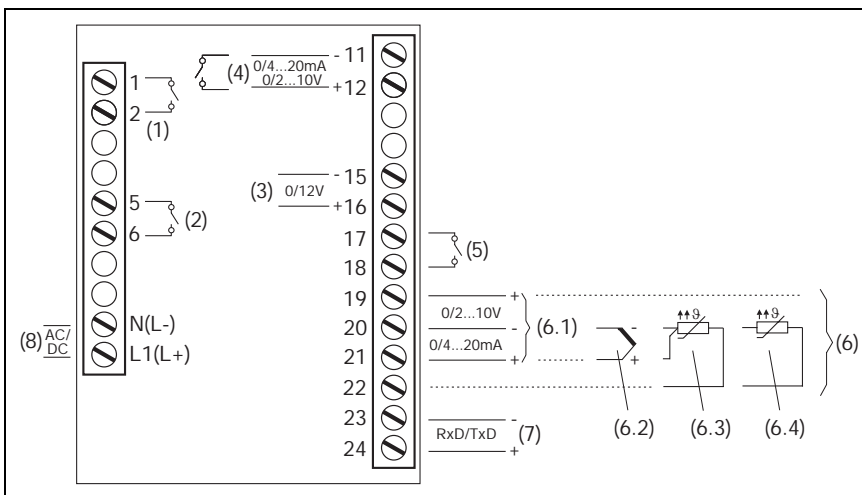 - 11
(4) 0/4...20mA
0/2...10V
+ 12
1
2
(1)
- 15
(3) 0/12V
+ 16
5
(2)
6
17
(5)
18
19 +
0/2...10V
(6.1)
20 -
0/4...20mA
21 +
22
- +
(6)
(6.2) (6.3) (6.4)
ϑ ϑ
(8) AC/
DC
N(L-)
L1(L+)
23 -
RxD/TxD (7)
24 +